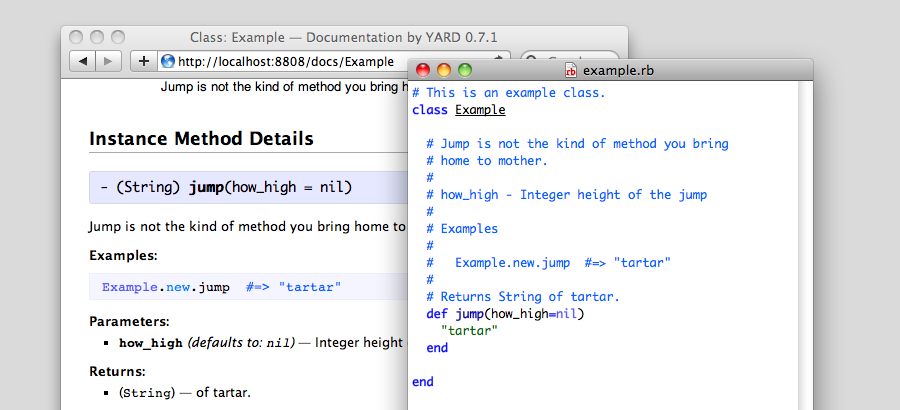 Class: Example — Documentation by YARD 0.7.1
http://localhost:8808/docs/Example
Jump is not the kind of method you bring
Instance Method Details
- (String) jump(how_high = nil)
Jump is not the kind of method you bring home to
Examples:
Example.new.jump #=> "tartar"
Parameters:
▪ how_high (defaults to: nil) — Integer height
Returns:
▪ (String) — of tartar.
example.rb
# This is an example class.
class Example
# Jump is not the kind of method you bring
# home to mother.
#
# how_high - Integer height of the jump
#
# Examples
#
#   Example.new.jump  #=> "tartar"
#
# Returns String of tartar.
def jump(how_high=nil)
"tartar"
end
end